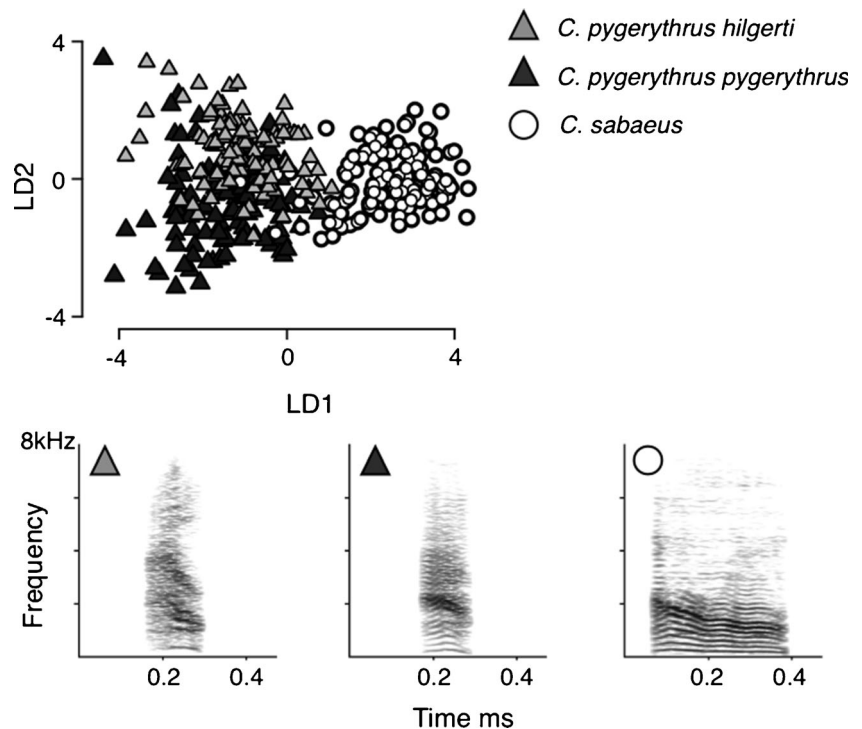 C. pygerythrus hilgerti
C. pygerythrus pygerythrus
C. sabaeus
4
0
-4
LD2
-4 0 4
LD1
8kHz
Frequency
0.2 0.4 0.2 0.4 0.2 0.4
Time ms